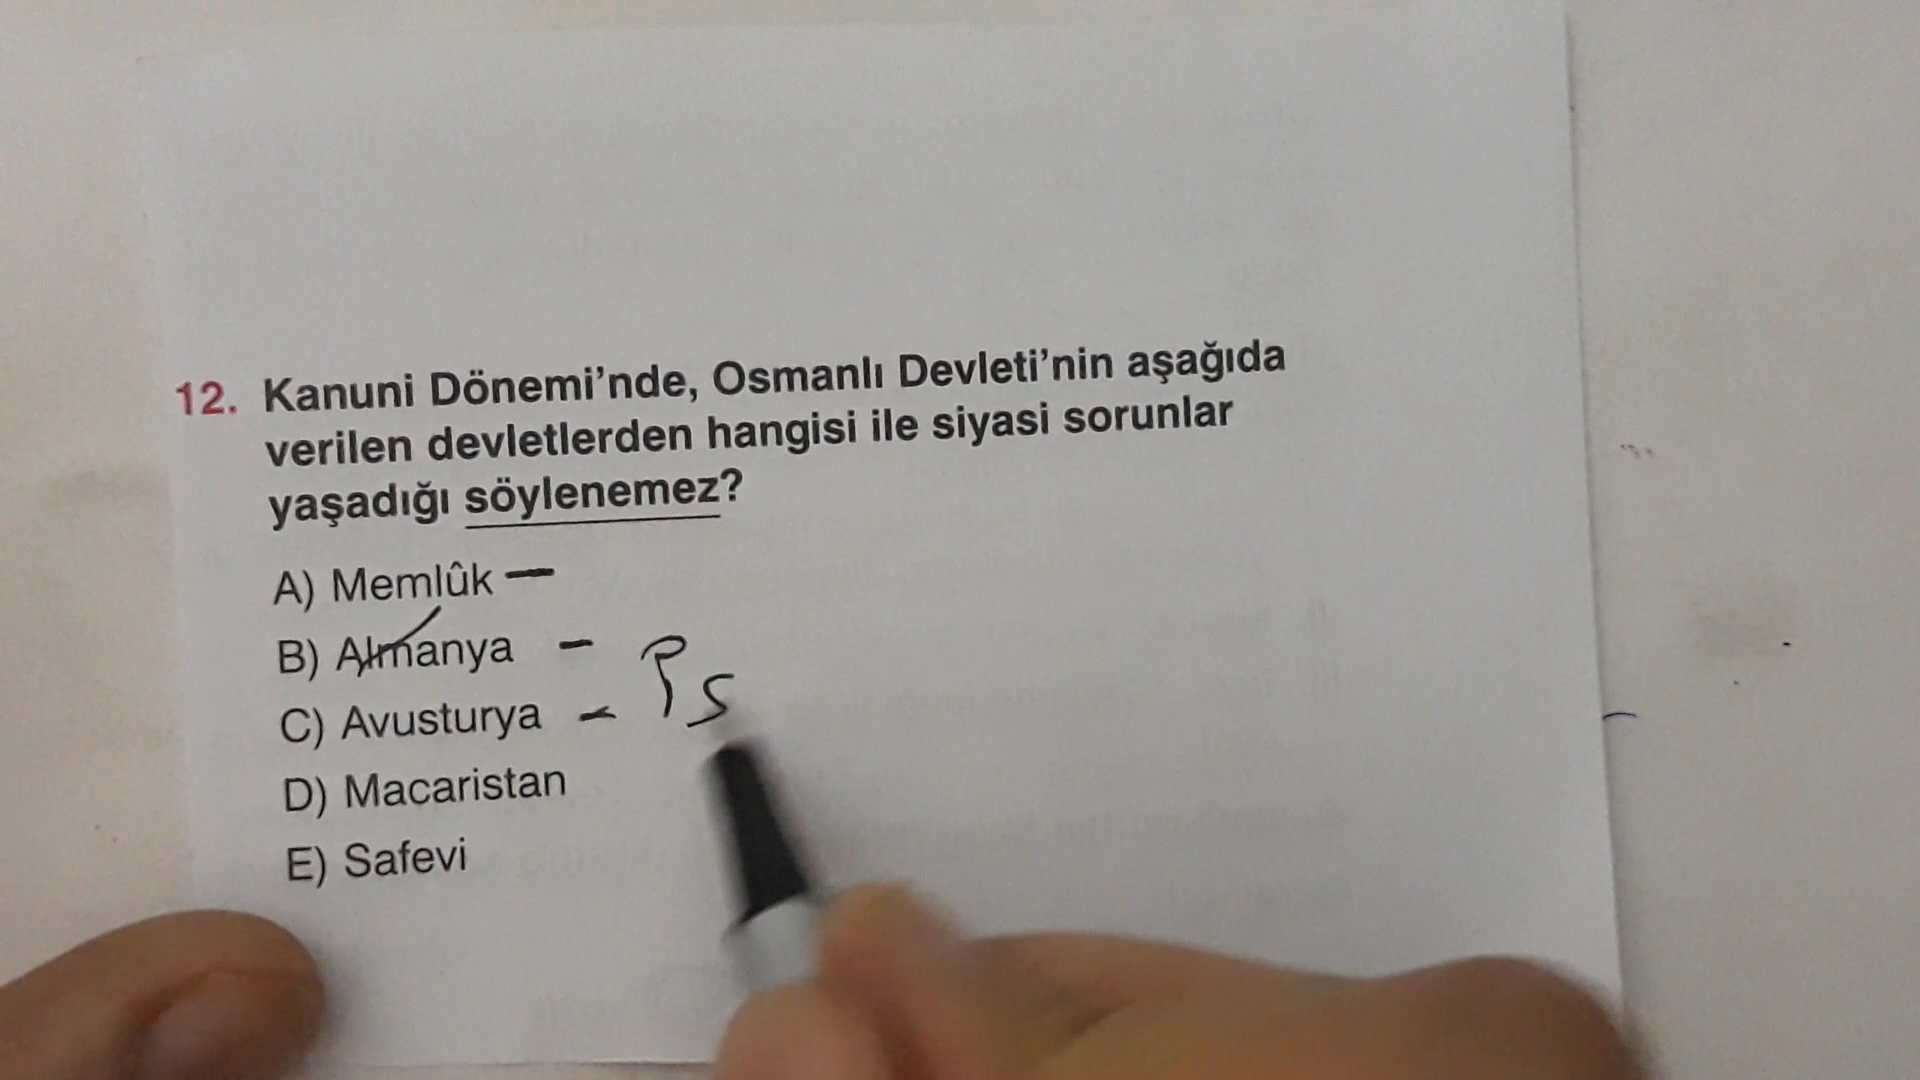 12. Kanuni Dönemi'nde, Osmanlı Devleti'nin aşağıda
verilen devletlerden hangisi ile siyasi sorunlar
yaşadığı söylenemez?
A) Memlûk —
B) Almanya -
C) Avusturya -
D) Macaristan
E) Safevi